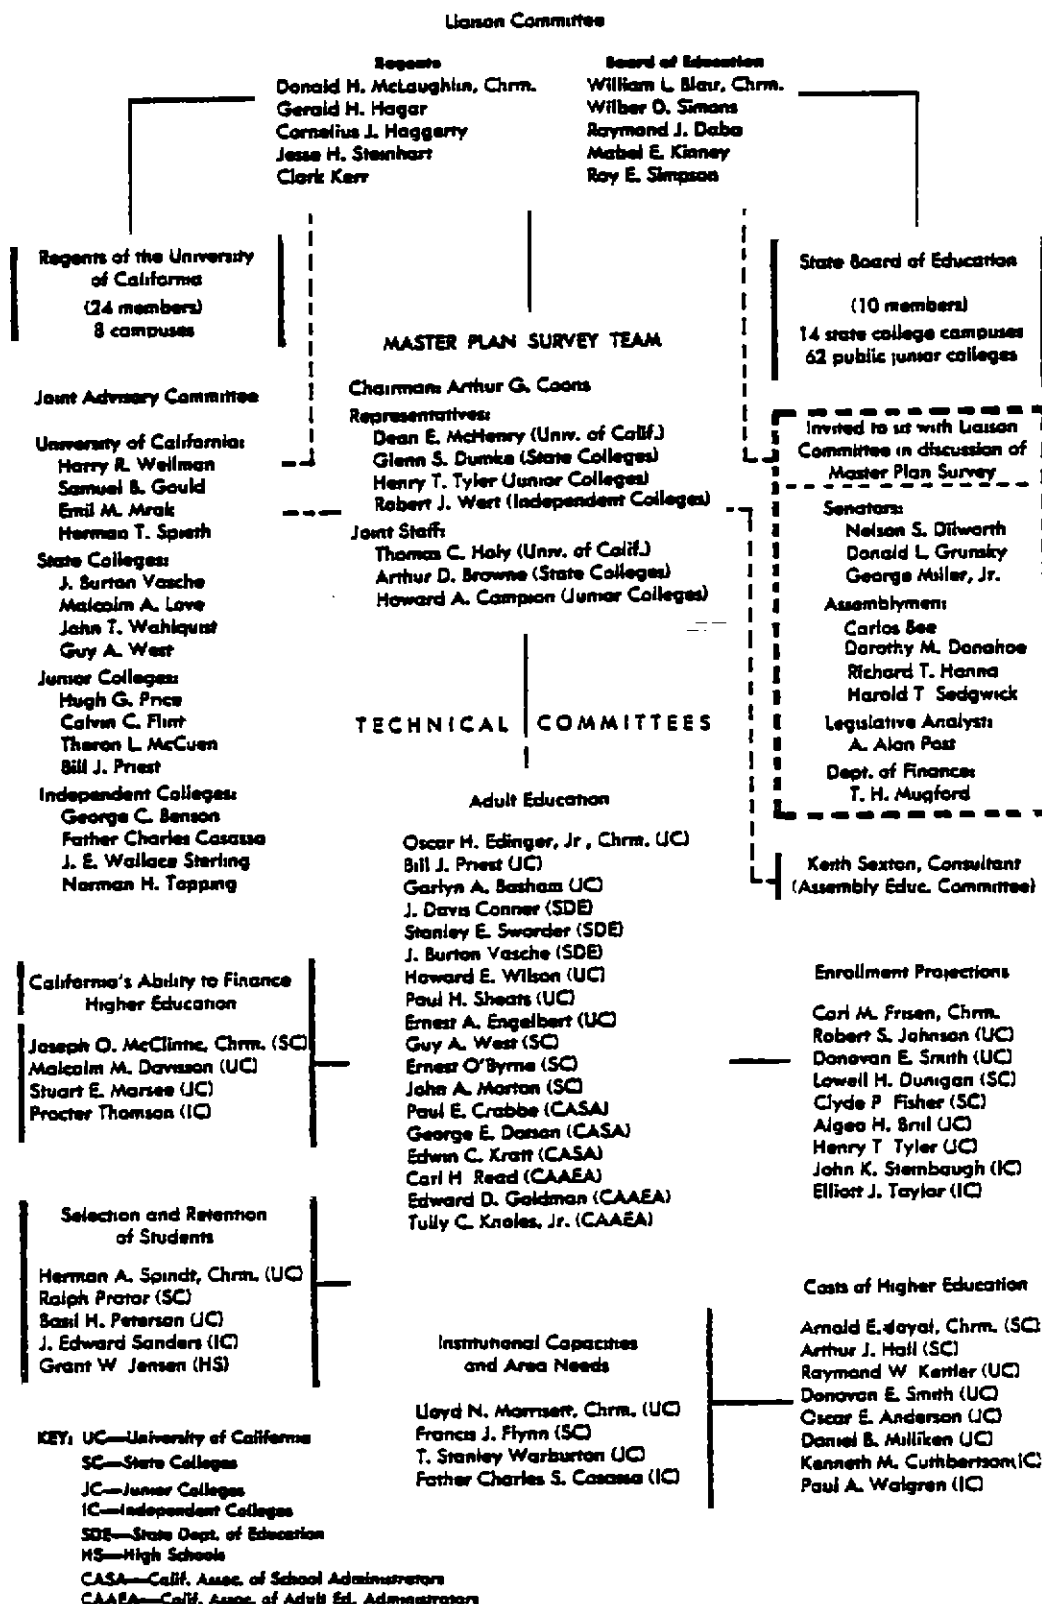 Liaison Committee
Regents
Donald H. McLaughlin, Chrm.
Gerald H. Hagar
Cornelius J. Haggerty
Jesse H. Steinhart
Clark Kerr
Board of Education
William L. Blair, Chrm.
Wilber D. Simons
Raymond J. Daba
Mabel E. Kinney
Roy E. Simpson
Regents of the University
of California
(24 members)
8 campuses
State Board of Education
(10 members)
14 state college campuses
62 public junior colleges
MASTER PLAN SURVEY TEAM
Chairman: Arthur G. Coons
Representatives:
Dean E. McHenry (Univ. of Calif.)
Glenn S. Dumke (State Colleges)
Henry T. Tyler (Junior Colleges)
Robert J. Wert (Independent Colleges)
Joint Staff:
Thomas C. Holy (Univ. of Calif.)
Arthur D. Browne (State Colleges)
Howard A. Campion (Junior Colleges)
Joint Advisory Committee
University of California:
Harry R. Wellman
Samuel B. Gould
Emil M. Mrak
Herman T. Spieth
State Colleges:
J. Burton Vasche
Malcolm A. Love
John T. Wahlquist
Guy A. West
Junior Colleges:
Hugh G. Price
Calvin C. Flint
Theron L. McCuen
Bill J. Priest
Independent Colleges:
George C. Benson
Father Charles Casassa
J. E. Wallace Sterling
Norman H. Topping
Invited to sit with Liaison
Committee in discussion of
Master Plan Survey
Senators:
Nelson S. Dilworth
Donald L. Grunsky
George Miller, Jr.
Assemblymen:
Carlos Bee
Dorothy M. Donahoe
Richard T. Hanna
Harold T Sedgwick
Legislative Analyst:
A. Alan Post
Dept. of Finance:
T. H. Mugford
Keith Sexton, Consultant
(Assembly Educ. Committee)
TECHNICAL COMMITTEES
Adult Education
Oscar H. Edinger, Jr , Chrm. (JC)
Bill J. Priest (JC)
Garlyn A. Basham (JC)
J. Davis Conner (SDE)
Stanley E. Sworder (SDE)
J. Burton Vasche (SDE)
Howard E. Wilson (UC)
Paul H. Sheats (UC)
Ernest A. Engelbert (UC)
Guy A. West (SC)
Ernest O'Byrne (SC)
John A. Morton (SC)
Paul E. Crabbe (CASA)
George E. Dotson (CASA)
Edwin C. Kratt (CASA)
Carl H Read (CAAEA)
Edward D. Goldman (CAAEA)
Tully C. Knoles, Jr. (CAAEA)
California's Ability to Finance
Higher Education
Joseph O. McClintic, Chrm. (SC)
Malcolm M. Davisson (UC)
Stuart E. Marsee (JC)
Procter Thomson (IC)
Enrollment Projections
Carl M. Frisen, Chrm.
Robert S. Johnson (UC)
Donovan E. Smith (UC)
Lowell H. Dunigan (SC)
Clyde P Fisher (SC)
Algeo H. Brill (JC)
Henry T Tyler (JC)
John K. Steinbaugh (IC)
Elliott J. Taylor (IC)
Selection and Retention
of Students
Herman A. Spindt, Chrm. (UC)
Ralph Prator (SC)
Basil H. Peterson (JC)
J. Edward Sanders (IC)
Grant W Jensen (HS)
Institutional Capacities
and Area Needs
Lloyd N. Morrisett, Chrm. (UC)
Francis J. Flynn (SC)
T. Stanley Warburton (JC)
Father Charles S. Casassa (IC)
Costs of Higher Education
Arnold E. Joyal, Chrm. (SC)
Arthur J. Hall (SC)
Raymond W Kettler (UC)
Donovan E. Smith (UC)
Oscar E. Anderson (JC)
Daniel B. Milliken (JC)
Kenneth M. Cuthbertson (IC)
Paul A. Walgren (IC)
KEY: UC—University of California
SC—State Colleges
JC—Junior Colleges
IC—Independent Colleges
SDE—State Dept. of Education
HS—High Schools
CASA—Calif. Assoc. of School Administrators
CAAEA—Calif. Assoc. of Adult Ed. Administrators